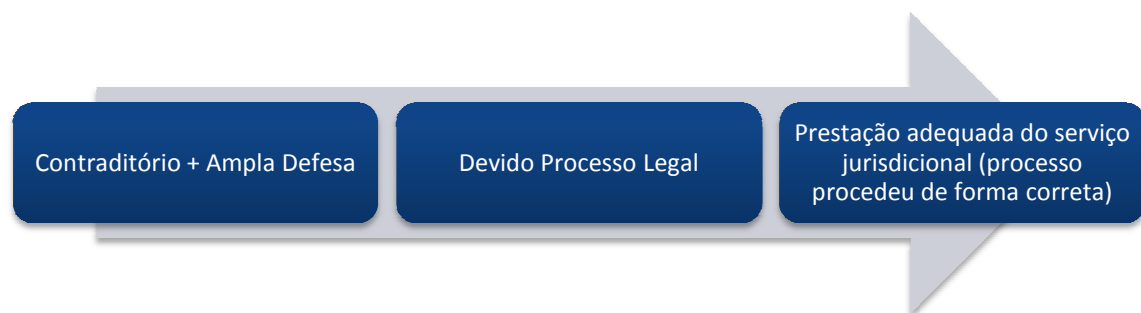 Contraditório + Ampla Defesa
Devido Processo Legal
Prestação adequada do serviço
jurisdicional (processo
procedeu de forma correta)